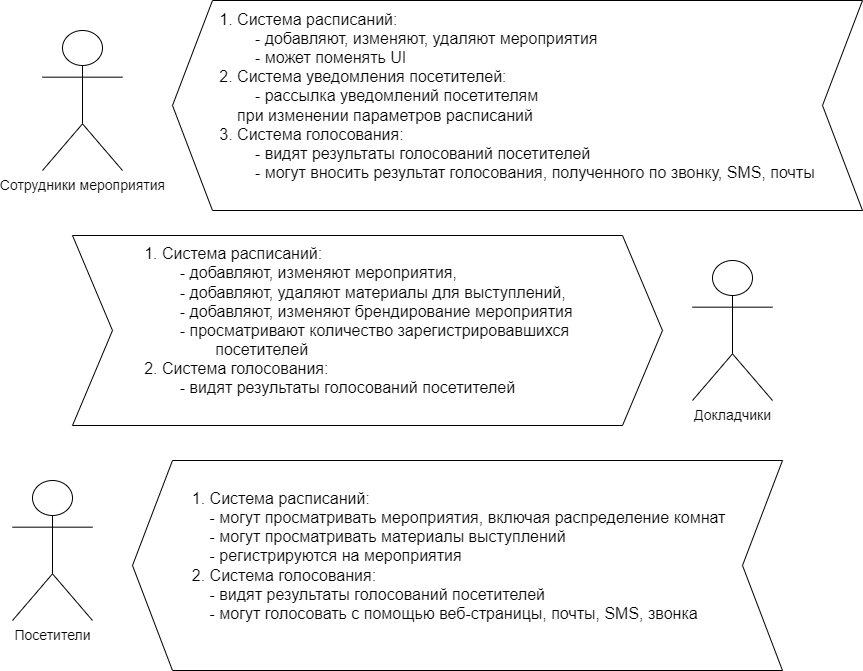 1. Система расписаний:
- добавляют, изменяют, удаляют мероприятия
- может поменять UI
2. Система уведомления посетителей:
- рассылка уведомлений посетителям
при изменении параметров расписаний
3. Система голосования:
- видят результаты голосований посетителей
- могут вносить результат голосования, полученного по звонку, SMS, почты
Сотрудники мероприятия
1. Система расписаний:
- добавляют, изменяют мероприятия,
- добавляют, удаляют материалы для выступлений,
- добавляют, изменяют брендирование мероприятия
- просматривают количество зарегистрировавшихся
посетителей
2. Система голосования:
- видят результаты голосований посетителей
Докладчики
1. Система расписаний:
- могут просматривать мероприятия, включая распределение комнат
- могут просматривать материалы выступлений
- регистрируются на мероприятия
2. Система голосования:
- видят результаты голосований посетителей
- могут голосовать с помощью веб-страницы, почты, SMS, звонка
Посетители